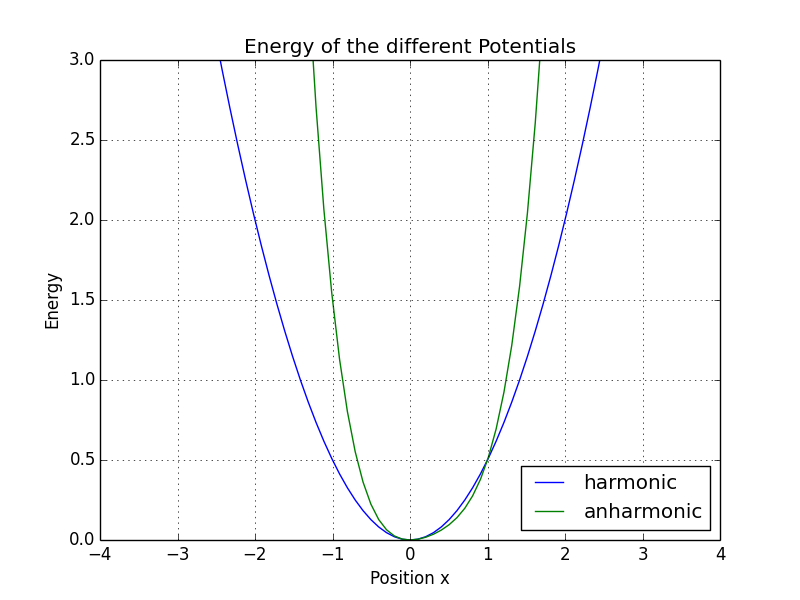 Energy of the different Potentials
3.0
2.5
2.0
1.5
1.0
0.5
0.0
Energy
−4 −3 −2 −1 0 1 2 3 4
Position x
harmonic
anharmonic